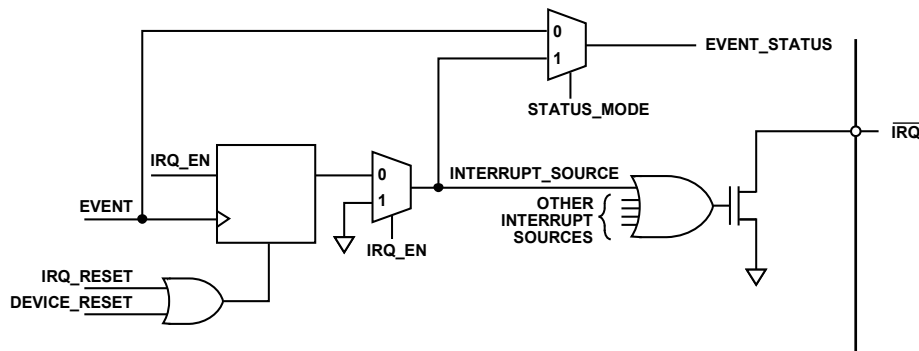 0
EVENT_STATUS
1
STATUS_MODE
IRQ
IRQ_EN
0
INTERRUPT_SOURCE
1
OTHER
INTERRUPT
SOURCES
EVENT
IRQ_EN
IRQ_RESET
DEVICE_RESET